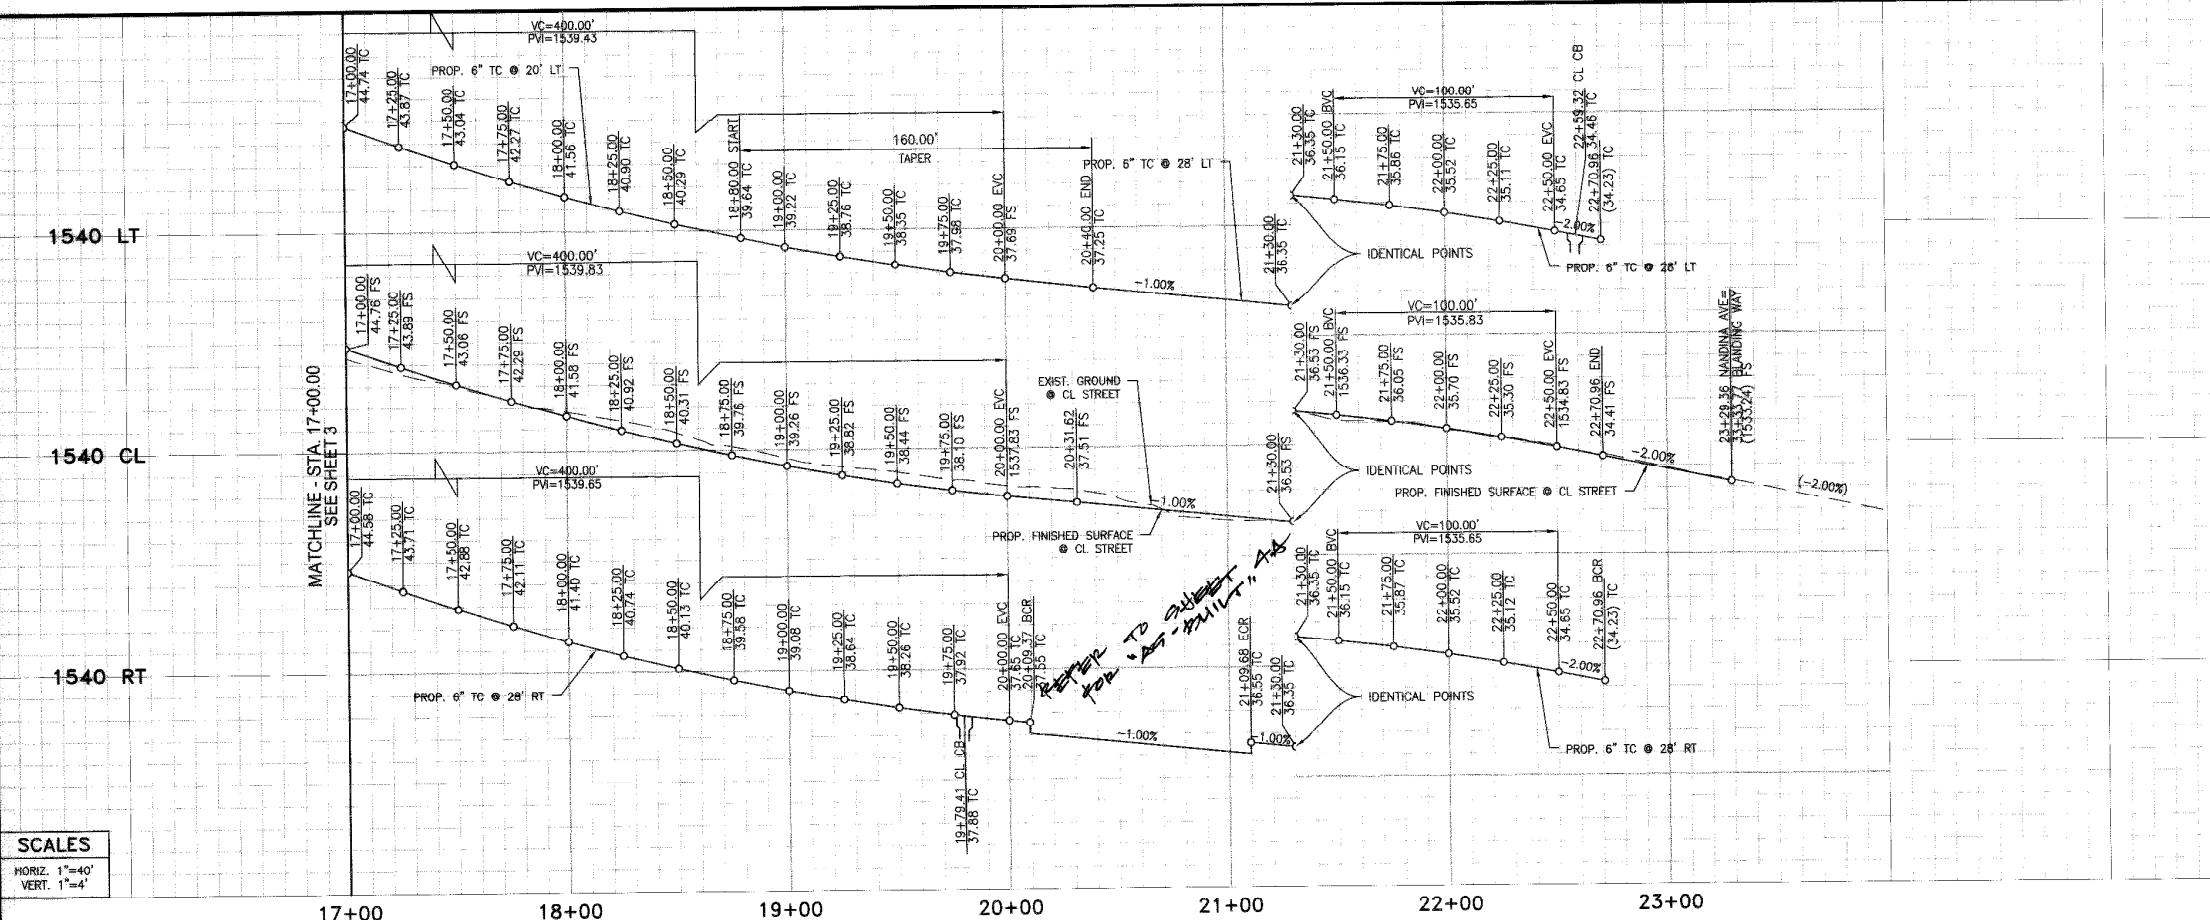 VC=400.00'
PVI=1539.43
17+00.00
44.74 TC
17+25.00
43.87 TC
17+50.00
43.04 TC
17+75.00
42.27 TC
18+00.00
41.56 TC
18+25.00
40.90 TC
18+50.00
40.29 TC
18+80.00 START
39.64 TC
19+00.00
39.22 TC
19+25.00
38.76 TC
19+50.00
38.35 TC
19+75.00
37.98 TC
20+00.00 EVC
37.69 FS
20+40.00 END
37.25 TC
PROP. 6" TC @ 20' LT
160.00'
TAPER
PROP. 6" TC @ 28' LT
-1.00%
21+30.00
36.35 TC
21+30.00
36.35 TC
21+50.00 BVC
36.15 TC
VC=100.00'
PVI=1535.65
21+75.00
35.86 TC
22+00.00
35.52 TC
22+25.00
35.11 TC
22+50.00 EVC
34.65 TC
22+59.32 CL CB
34.46 TC
22+70.96
(34.23) TC
-2.00%
IDENTICAL POINTS
PROP. 6" TC @ 28' LT
1540 LT
VC=400.00'
PVI=1539.83
17+00.00
44.76 FS
17+25.00
43.89 FS
17+50.00
43.06 FS
17+75.00
42.29 FS
18+00.00
41.58 FS
18+25.00
40.92 FS
18+50.00
40.31 FS
18+75.00
39.76 FS
19+00.00
39.26 FS
19+25.00
38.82 FS
19+50.00
38.44 FS
19+75.00
38.10 FS
20+00.00 EVC
1537.83 FS
20+31.62
37.51 FS
EXIST. GROUND
@ CL STREET
-1.00%
PROP. FINISHED SURFACE
@ CL STREET
21+30.00
36.53 FS
21+30.00
36.53 FS
21+50.00 BVC
1536.33 FS
VC=100.00'
PVI=1535.83
21+75.00
36.05 FS
22+00.00
35.70 FS
22+25.00
35.30 FS
22+50.00 EVC
1534.83 FS
22+70.96 END
34.41 FS
23+29.36 NANDINA AVE=
33+33.77 BLANDING WAY
(1533.24) FS
-2.00%
(-2.00%)
IDENTICAL POINTS
PROP. FINISHED SURFACE @ CL STREET
1540 CL
MATCHLINE - STA. 17+00.00
SEE SHEET 3
VC=400.00'
PVI=1539.65
17+00.00
44.58 TC
17+25.00
43.71 TC
17+50.00
42.88 TC
17+75.00
42.11 TC
18+00.00
41.40 TC
18+25.00
40.74 TC
18+50.00
40.13 TC
18+75.00
39.58 TC
19+00.00
39.08 TC
19+25.00
38.64 TC
19+50.00
38.26 TC
19+75.00
37.92 TC
19+79.41 CL CB
37.88 TC
20+00.00 EVC
37.65 TC
20+09.37 BCR
37.55 TC
REFER TO SHEET 4A
FOR "AS-BUILT"
-1.00%
21+09.68 ECR
36.55 TC
21+30.00
36.35 TC
-1.00%
21+30.00
36.35 TC
21+50.00 BVC
36.15 TC
VC=100.00'
PVI=1535.65
21+75.00
35.87 TC
22+00.00
35.52 TC
22+25.00
35.12 TC
22+50.00
34.65 TC
22+70.96 BCR
(34.23) TC
-2.00%
IDENTICAL POINTS
PROP. 6" TC @ 28' RT
PROP. 6" TC @ 28' RT
1540 RT
SCALES
HORIZ. 1"=40'
VERT. 1"=4'
17+00
18+00
19+00
20+00
21+00
22+00
23+00